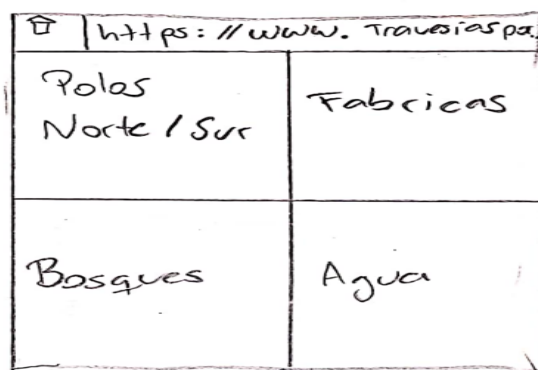 https://www.Travesiaspa
Polos
Norte / Sur
Fabricas
Bosques
Agua